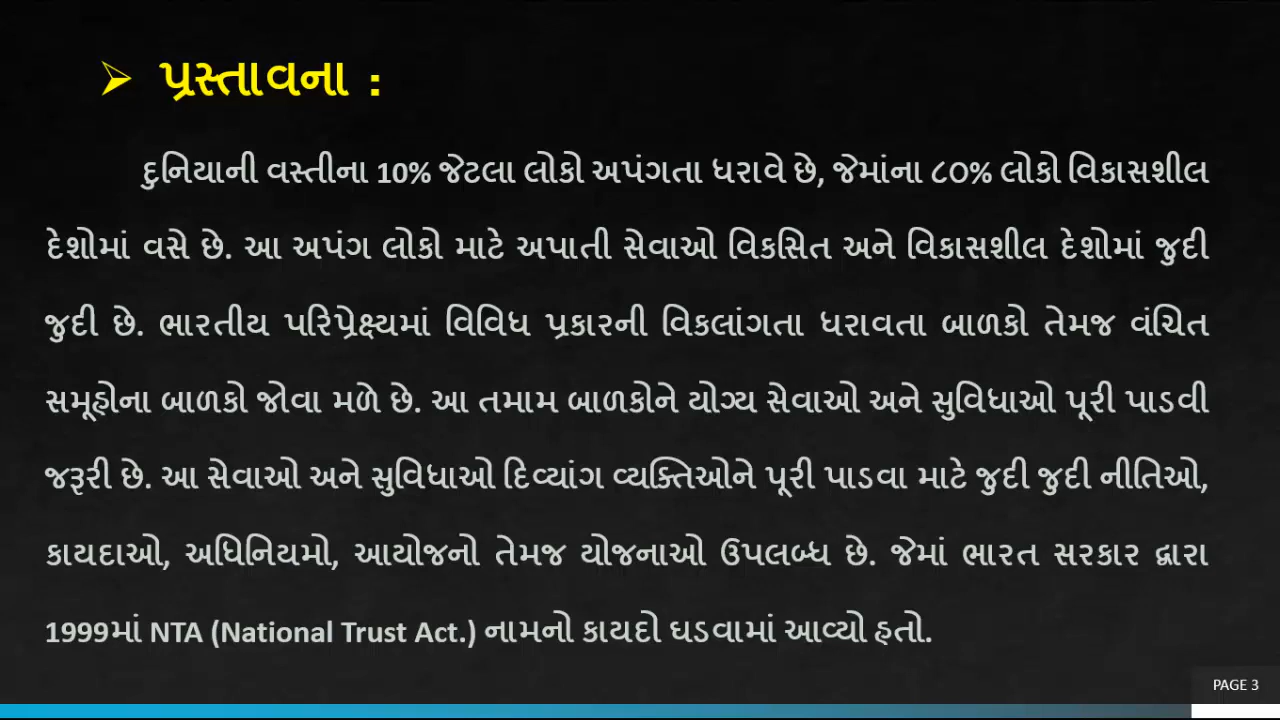 ➢ પ્રસ્તાવના :
દુનિયાની વસ્તીના 10% જેટલા લોકો અપંગતા ધરાવે છે, જેમાંના ૮૦% લોકો વિકાસશીલ
દેશોમાં વસે છે. આ અપંગ લોકો માટે અપાતી સેવાઓ વિકસિત અને વિકાસશીલ દેશોમાં જુદી
જુદી છે. ભારતીય પરિપ્રેક્ષ્યમાં વિવિધ પ્રકારની વિકલાંગતા ધરાવતા બાળકો તેમજ વંચિત
સમૂહોના બાળકો જોવા મળે છે. આ તમામ બાળકોને યોગ્ય સેવાઓ અને સુવિધાઓ પૂરી પાડવી
જરૂરી છે. આ સેવાઓ અને સુવિધાઓ દિવ્યાંગ વ્યક્તિઓને પૂરી પાડવા માટે જુદી જુદી નીતિઓ,
કાયદાઓ, અધિનિયમો, આયોજનો તેમજ યોજનાઓ ઉપલબ્ધ છે. જેમાં ભારત સરકાર દ્વારા
1999માં NTA (National Trust Act.) નામનો કાયદો ઘડવામાં આવ્યો હતો.
PAGE 3